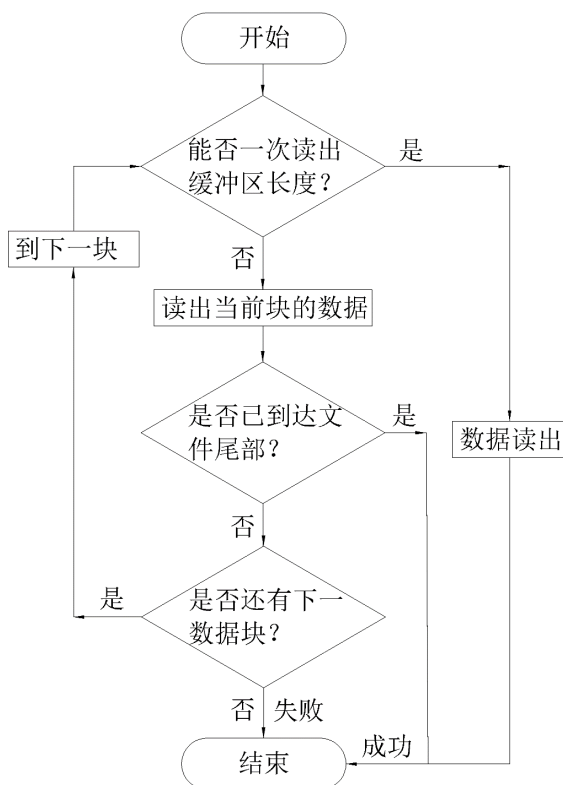 开始
能否一次读出
缓冲区长度？
是
到下一块
否
读出当前块的数据
是否已到达文
件尾部？
是
数据读出
否
是否还有下一
数据块？
是
否
失败
成功
结束